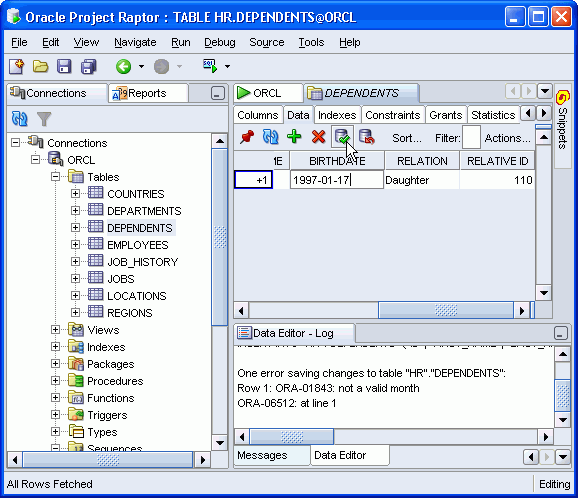 Oracle Project Raptor : TABLE HR.DEPENDENTS@ORCL
File Edit View Navigate Run Debug Source Tools Help
SQL
Connections Reports
ORCL DEPENDENTS
Columns Data Indexes Constraints Grants Statistics
Sort... Filter: Actions...
Snippets
Connections
ORCL
Tables
COUNTRIES
DEPARTMENTS
DEPENDENTS
EMPLOYEES
JOB_HISTORY
JOBS
LOCATIONS
REGIONS
Views
Indexes
Packages
Procedures
Functions
Triggers
Types
Sequences
BIRTHDATE RELATION RELATIVE ID
+1 1997-01-17 Daughter 110
Data Editor - Log
One error saving changes to table "HR"."DEPENDENTS":
Row 1: ORA-01843: not a valid month
ORA-06512: at line 1
Messages Data Editor
All Rows Fetched Editing